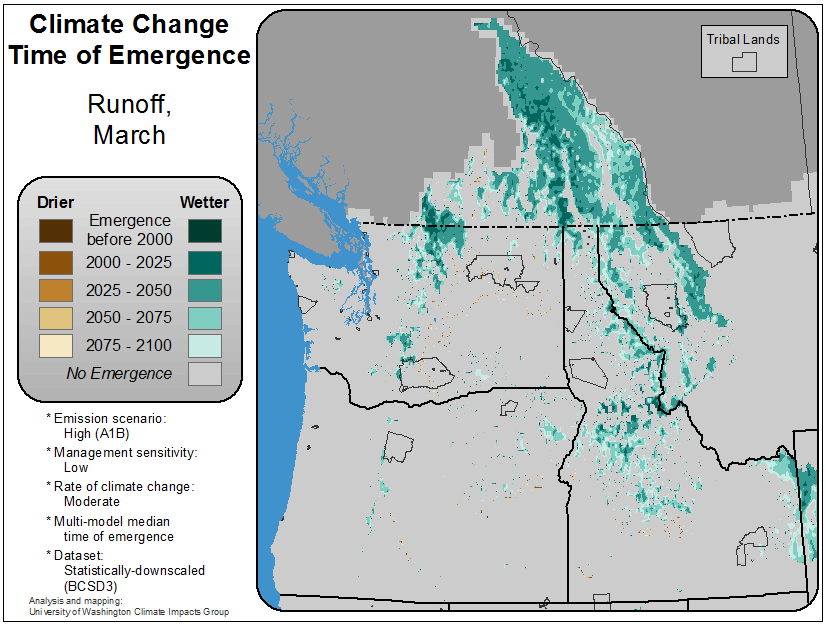 Climate Change
Time of Emergence
Runoff,
March
Drier
Wetter
Emergence
before 2000
2000 - 2025
2025 - 2050
2050 - 2075
2075 - 2100
No Emergence
* Emission scenario:
High (A1B)
* Management sensitivity:
Low
* Rate of climate change:
Moderate
* Multi-model median
time of emergence
* Dataset:
Statistically-downscaled
(BCSD3)
Analysis and mapping:
University of Washington Climate Impacts Group
Tribal Lands